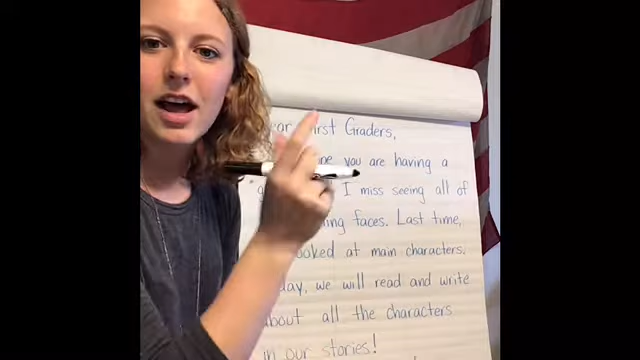 First Graders,
you are having a
I miss seeing all of
faces. Last time,
looked at main characters.
we will read and write
about all the characters
in our stories!